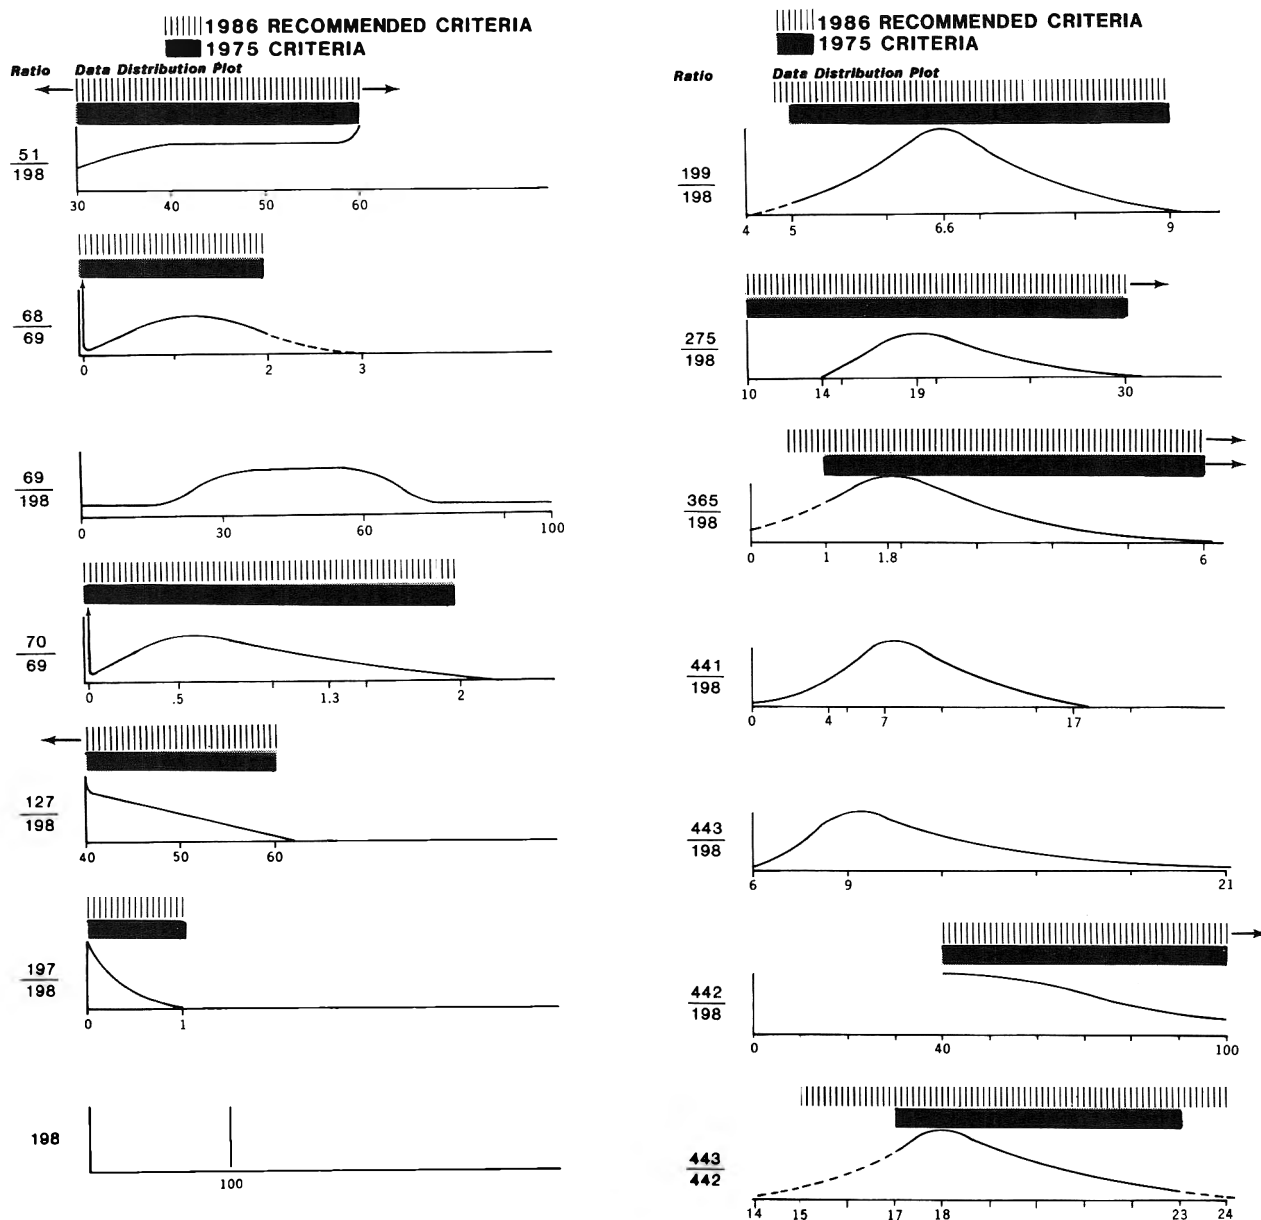 1986 RECOMMENDED CRITERIA
1975 CRITERIA
Ratio Data Distribution Plot
51
198
30 40 50 60
68
69
0 2 3
69
198
0 30 60 100
70
69
0 .5 1.3 2
127
198
40 50 60
197
198
0 1
198
100
1986 RECOMMENDED CRITERIA
1975 CRITERIA
Ratio Data Distribution Plot
199
198
4 5 6.6 9
275
198
10 14 19 30
365
198
0 1 1.8 6
441
198
0 4 7 17
443
198
6 9 21
442
198
0 40 100
443
442
14 15 17 18 23 24